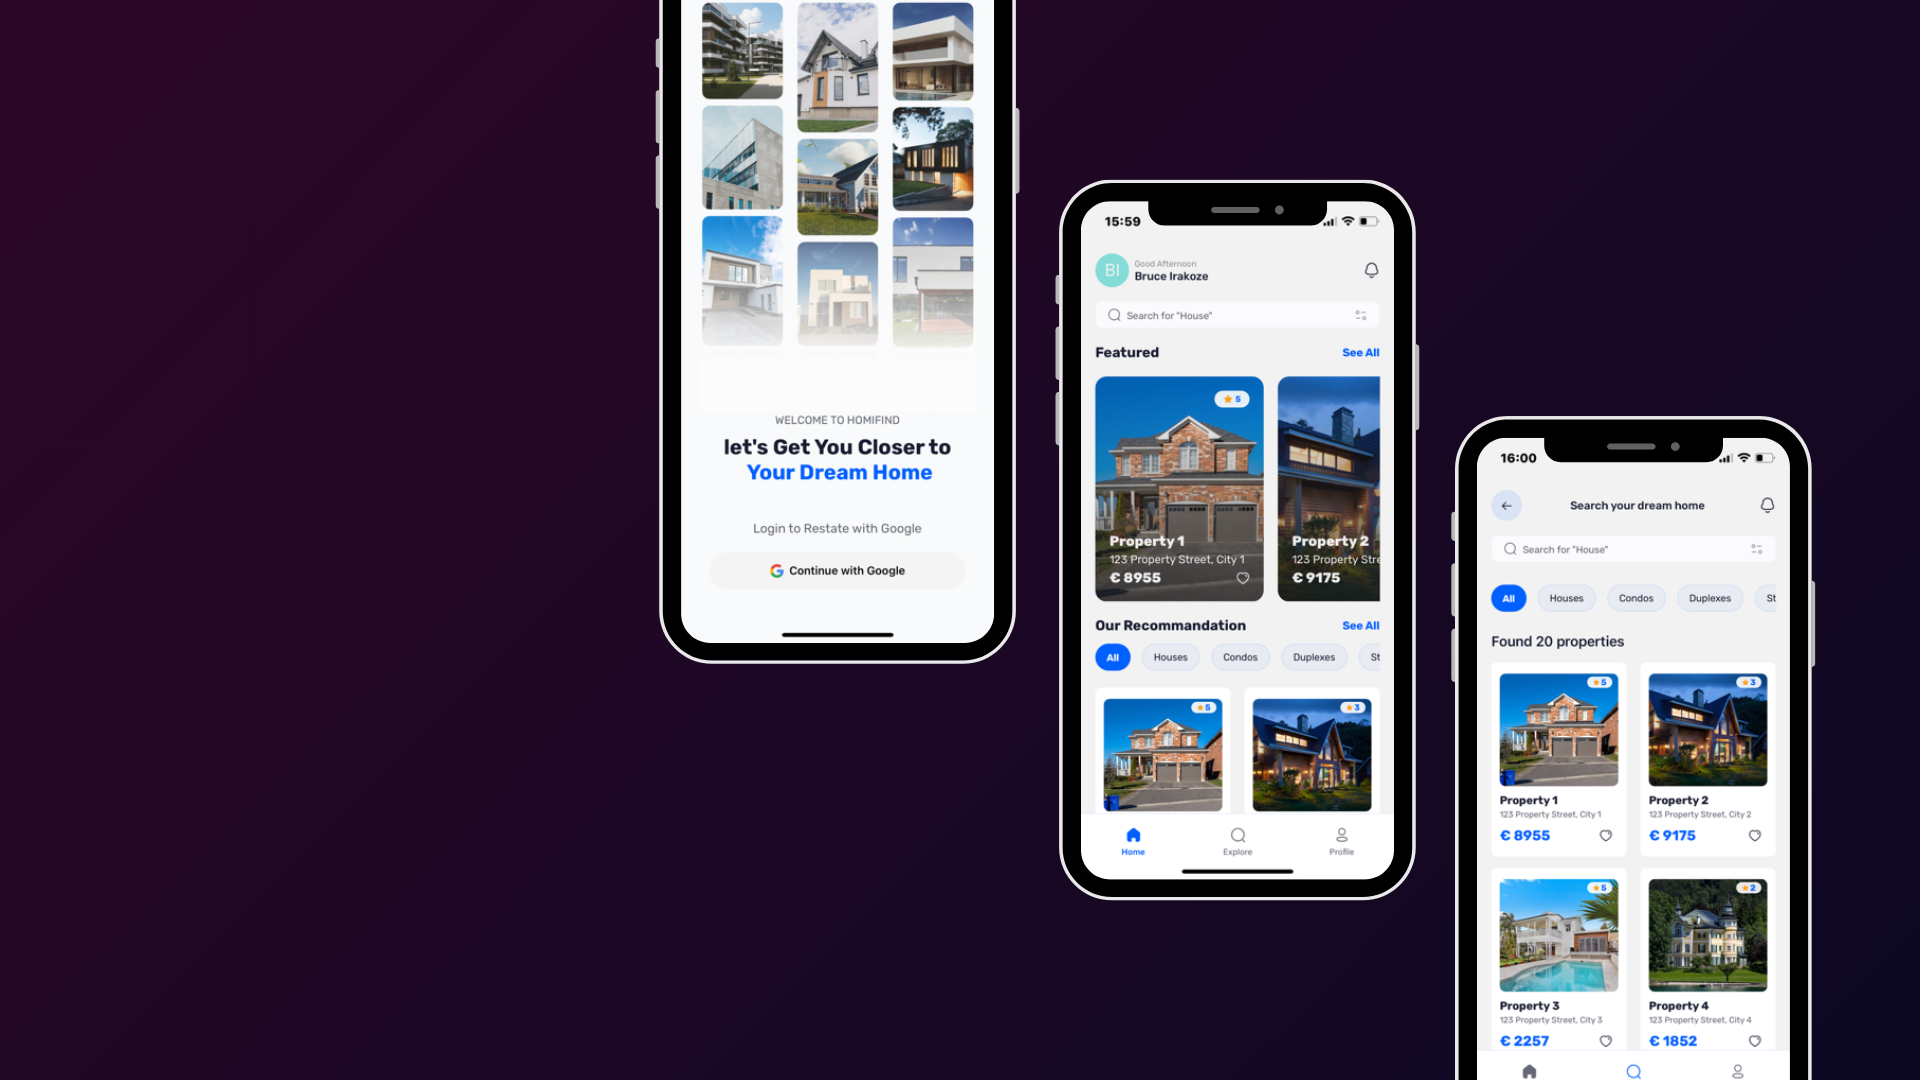 WELCOME TO HOMIFIND
let's Get You Closer to
Your Dream Home
Login to Restate with Google
Continue with Google
15:59
BI
Good Afternoon
Bruce Irakoze
Search for "House"
Featured
See All
5
Property 1
123 Property Street, City 1
€ 8955
Property 2
123 Property Stre
€ 9175
Our Recommandation
See All
All
Houses
Condos
Duplexes
St
5
3
Home
Explore
Profile
16:00
Search your dream home
Search for "House"
All
Houses
Condos
Duplexes
St
Found 20 properties
5
Property 1
123 Property Street, City 1
€ 8955
3
Property 2
123 Property Street, City 2
€ 9175
5
Property 3
123 Property Street, City 3
€ 2257
2
Property 4
123 Property Street, City 4
€ 1852